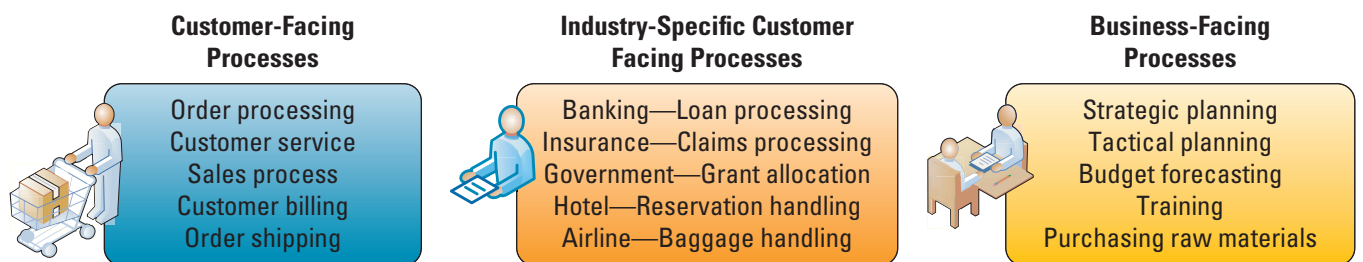 Customer-Facing
Processes
Order processing
Customer service
Sales process
Customer billing
Order shipping
Industry-Specific Customer
Facing Processes
Banking—Loan processing
Insurance—Claims processing
Government—Grant allocation
Hotel—Reservation handling
Airline—Baggage handling
Business-Facing
Processes
Strategic planning
Tactical planning
Budget forecasting
Training
Purchasing raw materials